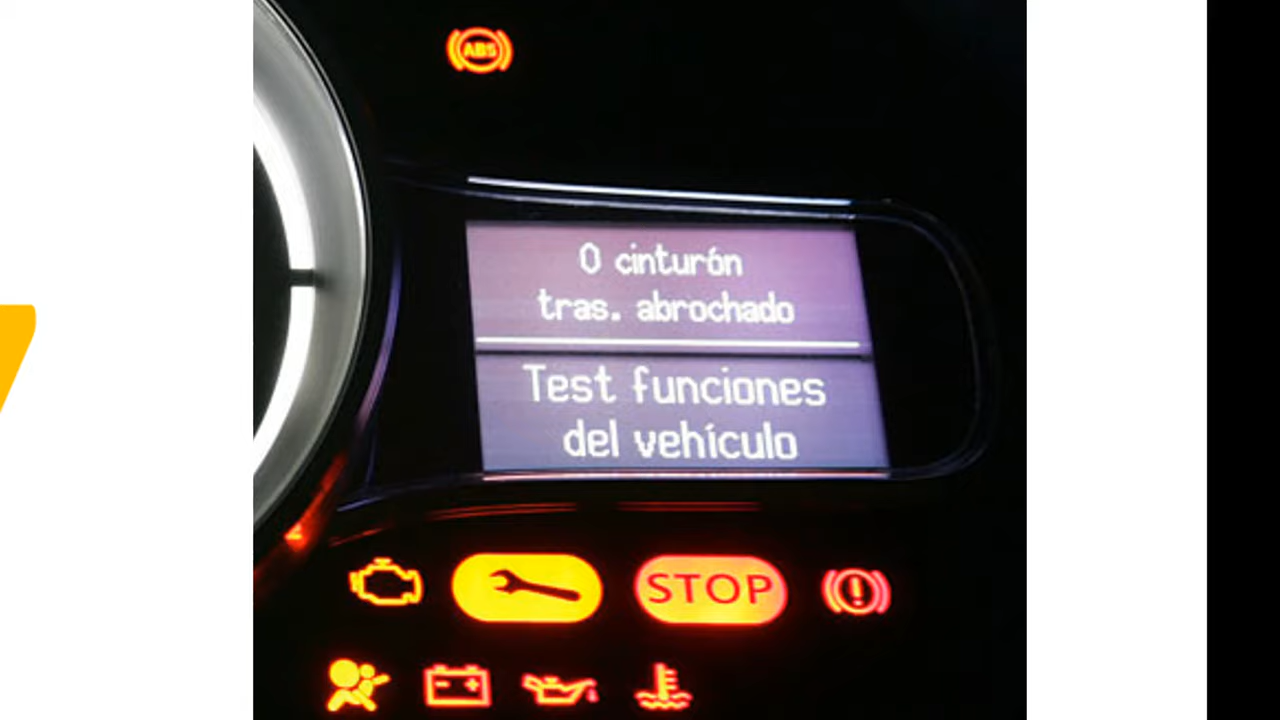 ABS
0 cinturón
tras. abrochado
Test funciones
del vehículo
STOP